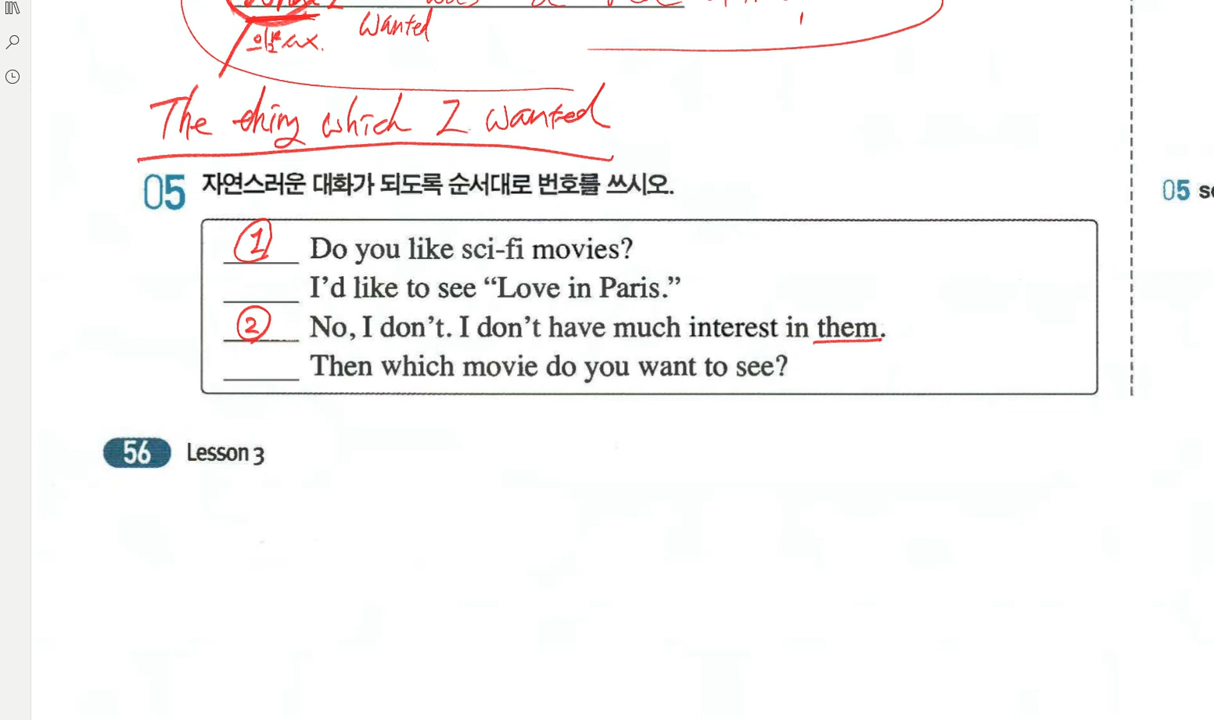 Wanted
The thing which I wanted
05 자연스러운 대화가 되도록 순서대로 번호를 쓰시오.
① Do you like sci-fi movies?
I'd like to see “Love in Paris.”
② No, I don't. I don't have much interest in them.
Then which movie do you want to see?
56 Lesson 3
05